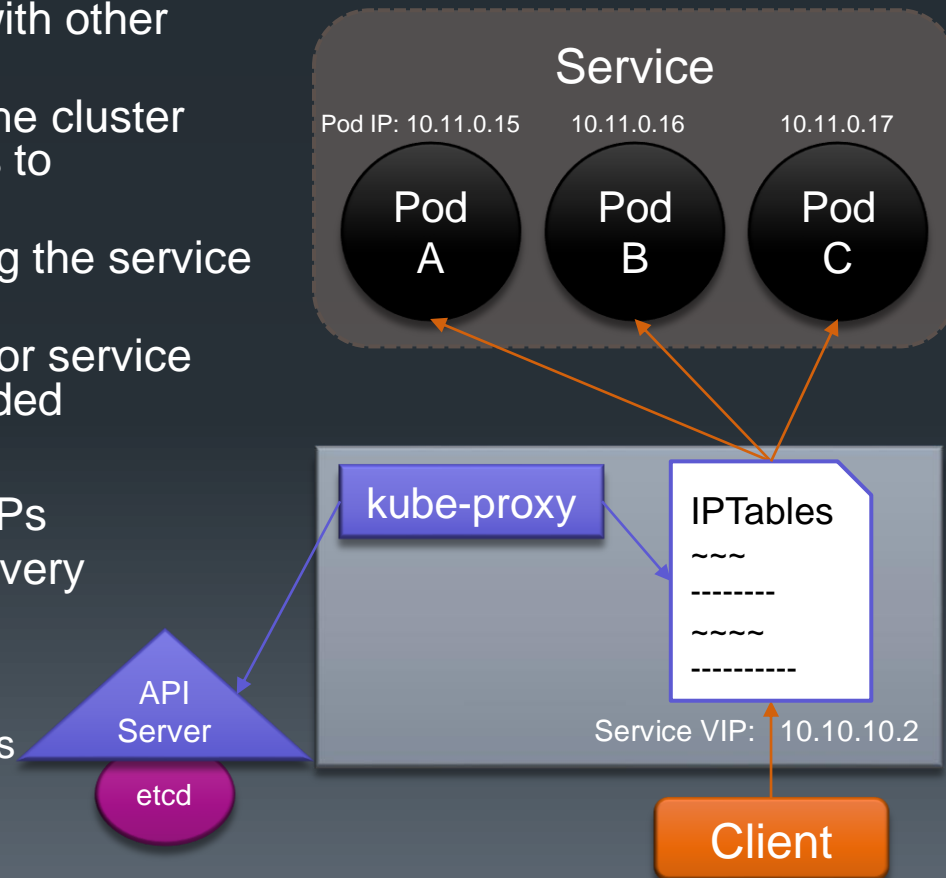 with other
he cluster
s to
g the service
or service
ded
Ps
very
s
Service
Pod IP: 10.11.0.15 10.11.0.16 10.11.0.17
Pod
A
Pod
B
Pod
C
kube-proxy
IPTables
~~~
--------
~~~~
----------
Service VIP: 10.10.10.2
API
Server
etcd
Client